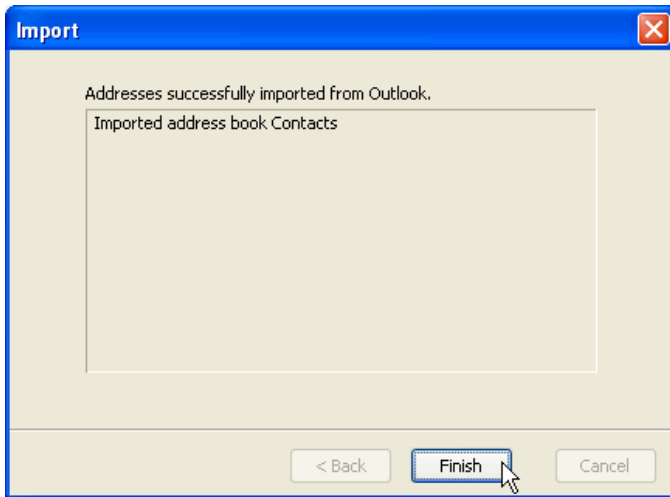 Import
Addresses successfully imported from Outlook.
Imported address book Contacts
< Back
Finish
Cancel